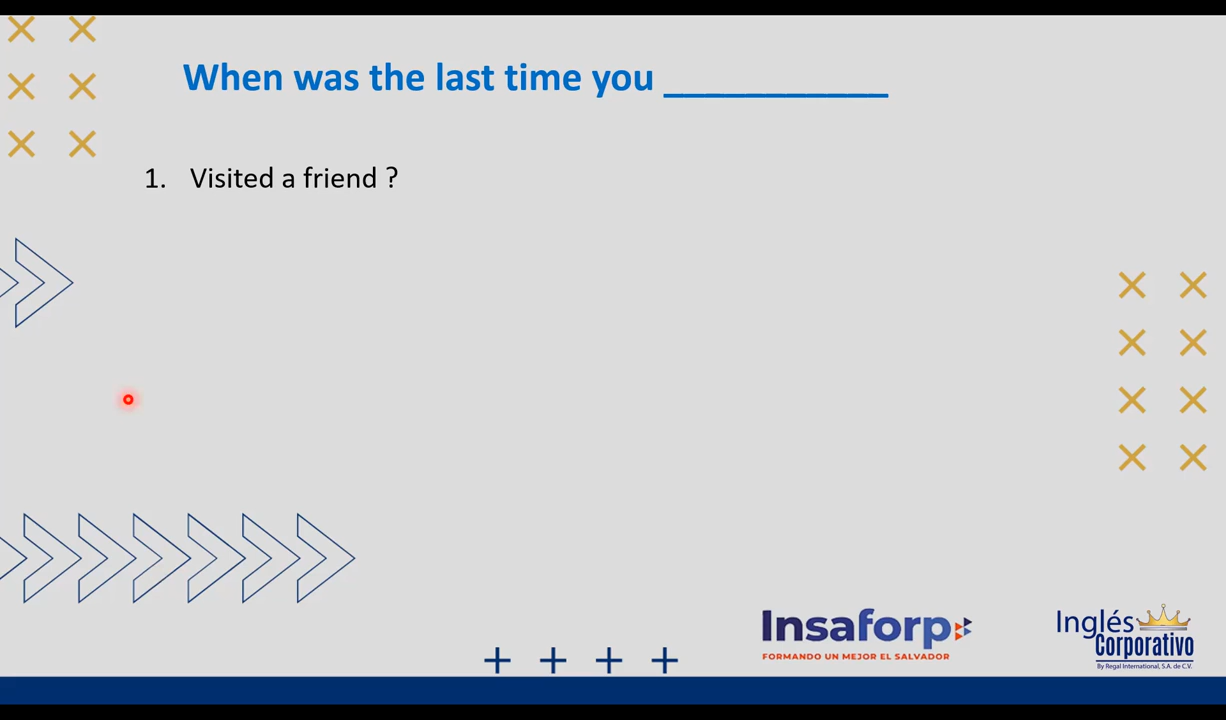 When was the last time you ___________
1. Visited a friend ?
Insaforp
FORMANDO UN MEJOR EL SALVADOR
Inglés
Corporativo
By Regal International, S.A. de C.V.